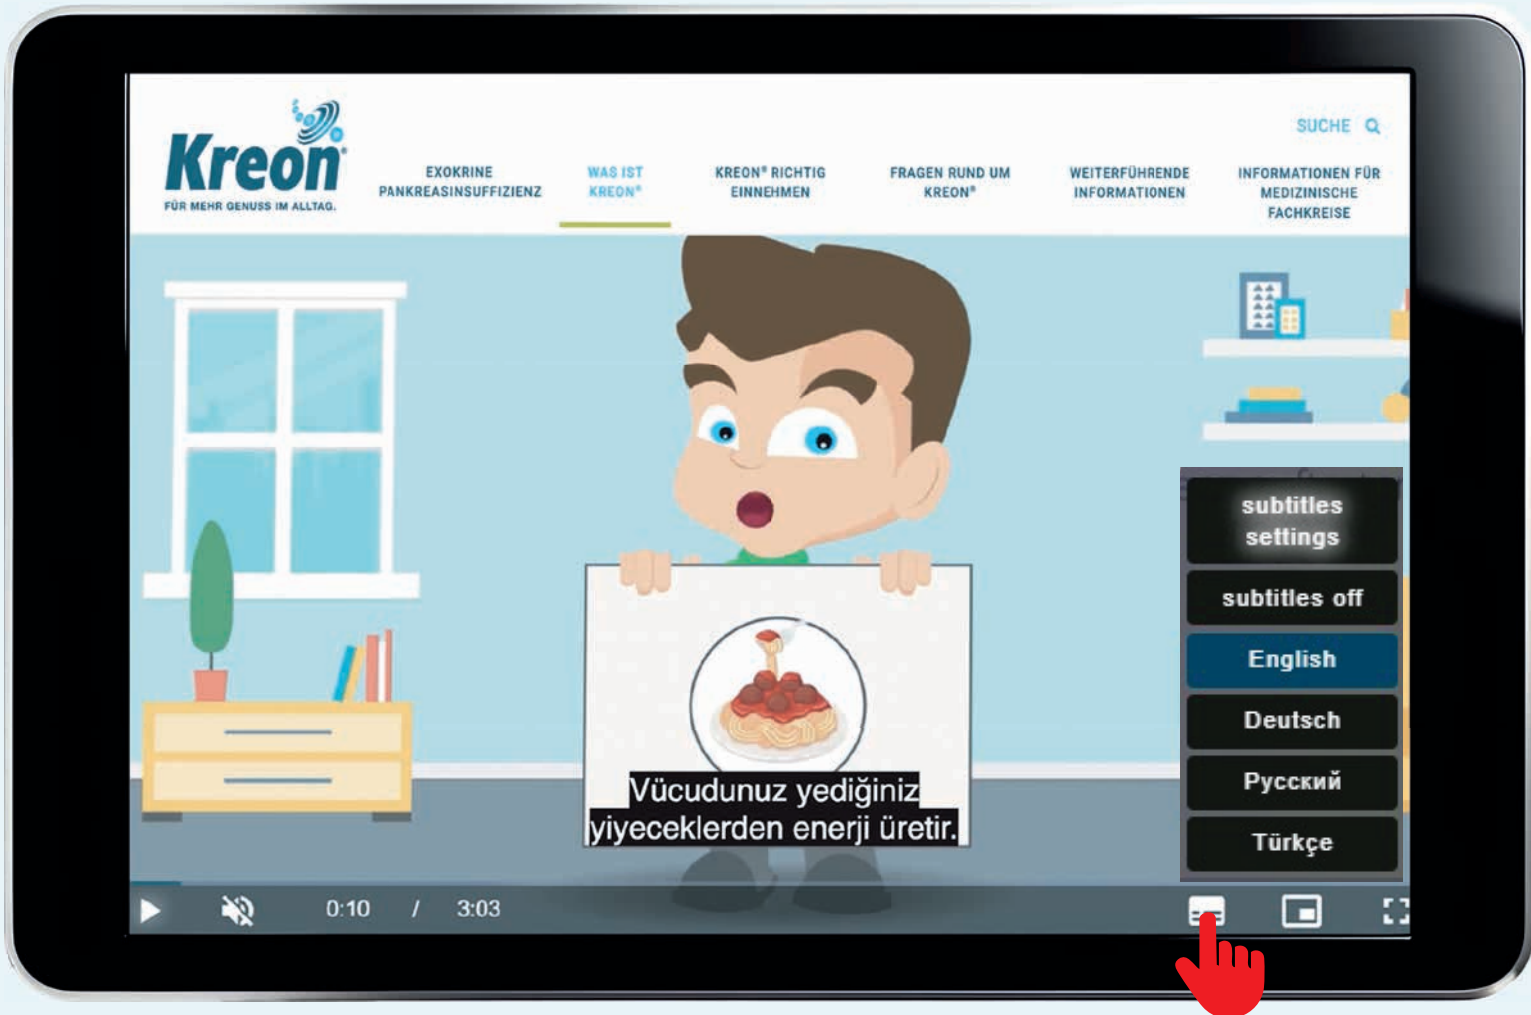 Kreon®
FÜR MEHR GENUSS IM ALLTAG.
SUCHE
EXOKRINE
PANKREASINSUFFIZIENZ
WAS IST
KREON®
KREON® RICHTIG
EINNEHMEN
FRAGEN RUND UM
KREON®
WEITERFÜHRENDE
INFORMATIONEN
INFORMATIONEN FÜR
MEDIZINISCHE
FACHKREISE
subtitles
settings
subtitles off
English
Deutsch
Русский
Türkçe
Vücudunuz yediğiniz
yiyeceklerden enerji üretir.
0:10 / 3:03